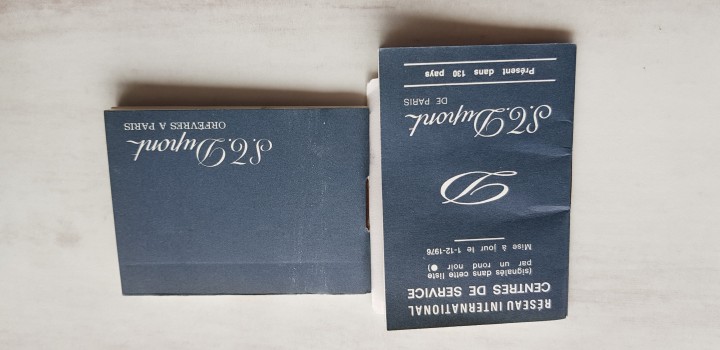 S.T. Dupont
ORFEVRES A PARIS
RÉSEAU INTERNATIONAL
CENTRES DE SERVICE
(signalés dans cette liste
par un rond noir ●)
Mise à jour le 1-12-1976
D
S.T. Dupont
DE PARIS
Présent dans 130 pays